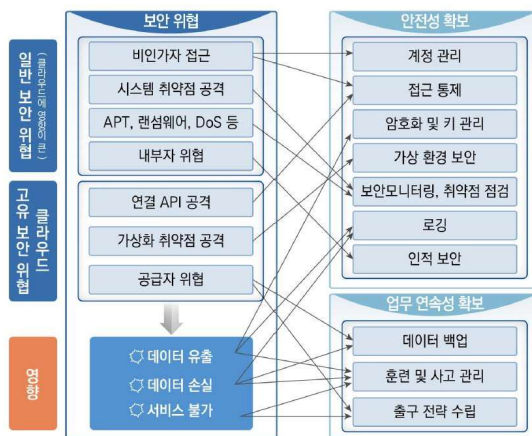 보안 위협
안전성 확보
일반 보안 위협
(클라우드에 영향이 큰)
비인가자 접근
시스템 취약점 공격
APT, 랜섬웨어, DoS 등
내부자 위협
클라우드
고유 보안 위협
연결 API 공격
가상화 취약점 공격
공급자 위협
영향
데이터 유출
데이터 손실
서비스 불가
계정 관리
접근 통제
암호화 및 키 관리
가상 환경 보안
보안모니터링, 취약점 점검
로깅
인적 보안
업무 연속성 확보
데이터 백업
훈련 및 사고 관리
출구 전략 수립